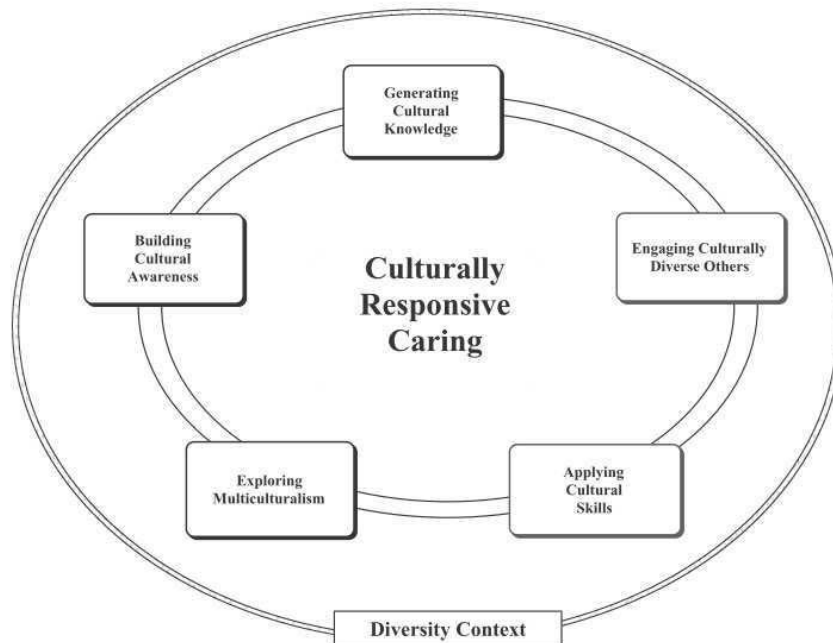 Generating
Cultural
Knowledge
Building
Cultural
Awareness
Engaging Culturally
Diverse Others
Culturally
Responsive
Caring
Exploring
Multiculturalism
Applying
Cultural
Skills
Diversity Context